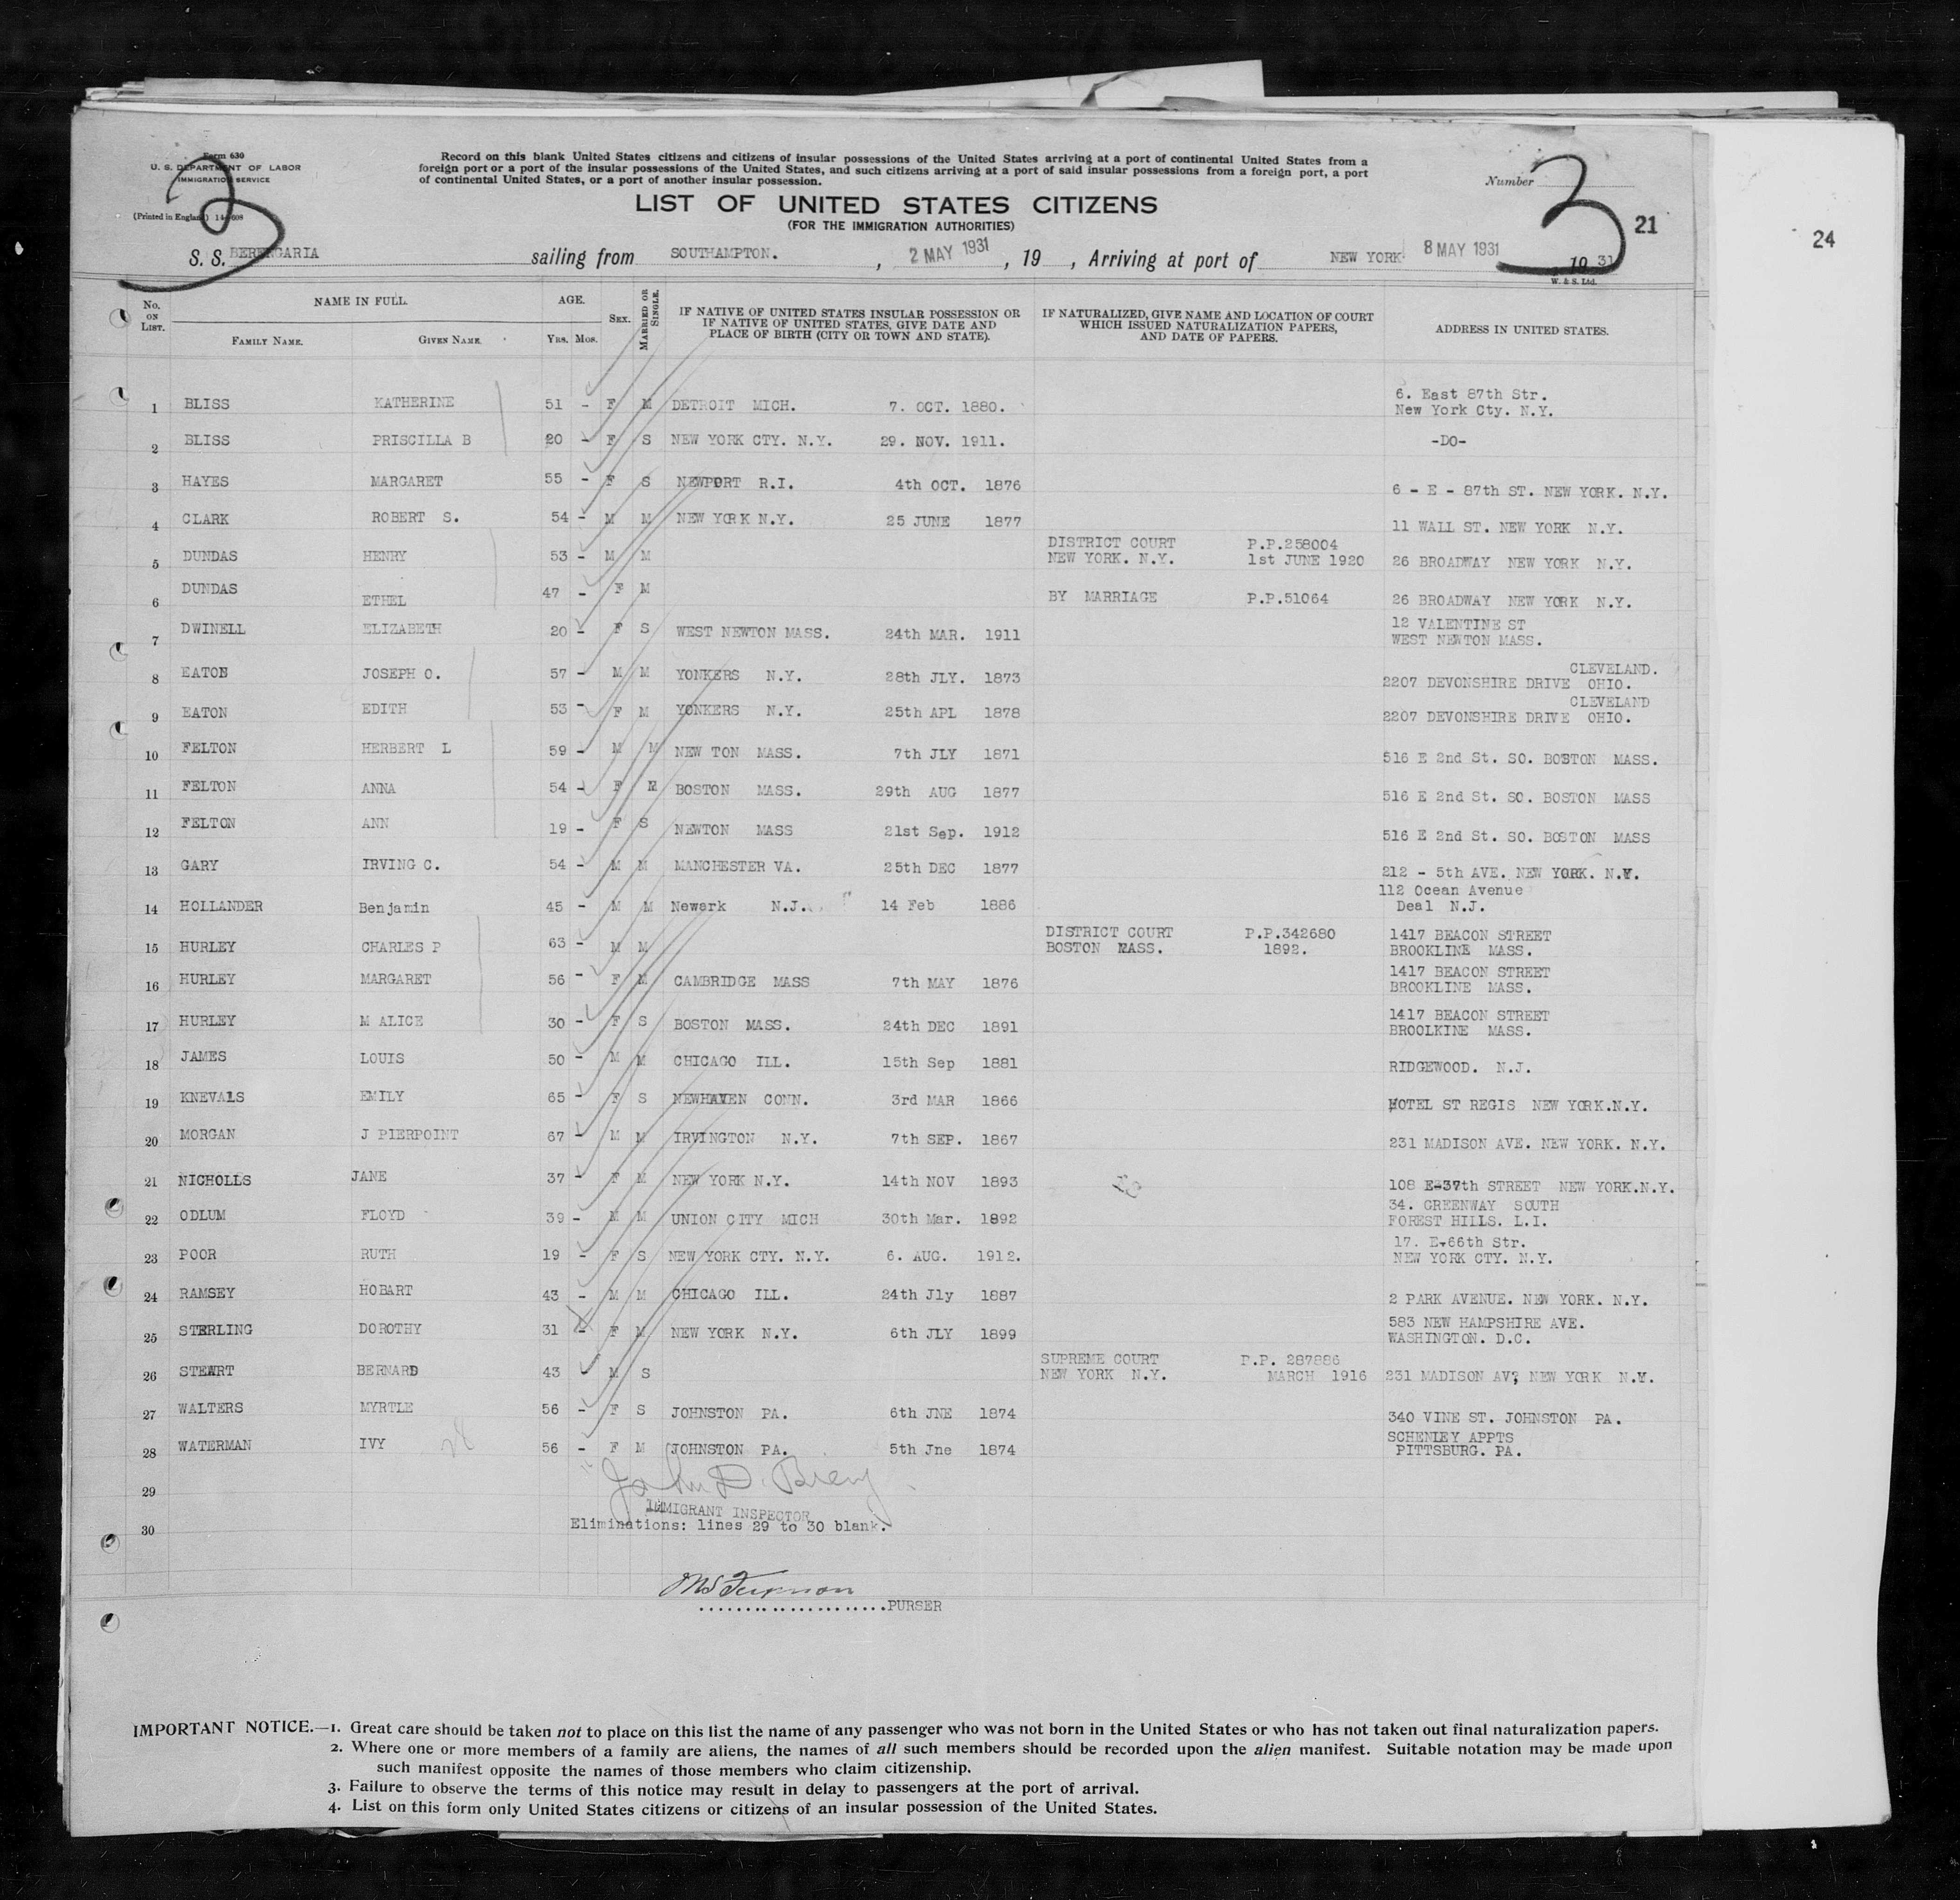 Form 630
U. S. DEPARTMENT OF LABOR
IMMIGRATION SERVICE
(Printed in England) 14-608
Record on this blank United States citizens and citizens of insular possessions of the United States arriving at a port of continental United States from a
foreign port or a port of the insular possessions of the United States, and such citizens arriving at a port of said insular possessions from a foreign port, a port
of continental United States, or a port of another insular possession.
Number
3
3
21
24
LIST OF UNITED STATES CITIZENS
(FOR THE IMMIGRATION AUTHORITIES)
S. S. BERENGARIA sailing from SOUTHAMPTON. , 2 MAY 1931 , 19 , Arriving at port of NEW YORK 8 MAY 1931 19 31
W. & S. Ltd.
No. ON LIST. NAME IN FULL. FAMILY NAME. GIVEN NAME. AGE. YRS. MOS. SEX. MARRIED OR SINGLE. IF NATIVE OF UNITED STATES INSULAR POSSESSION OR IF NATIVE OF UNITED STATES, GIVE DATE AND PLACE OF BIRTH (CITY OR TOWN AND STATE). IF NATURALIZED, GIVE NAME AND LOCATION OF COURT WHICH ISSUED NATURALIZATION PAPERS, AND DATE OF PAPERS. ADDRESS IN UNITED STATES.
1 BLISS KATHERINE 51 - F M DETROIT MICH. 7. OCT. 1880. 6. East 87th Str. New York Cty. N.Y.
2 BLISS PRISCILLA B 20 - F S NEW YORK CTY. N.Y. 29. NOV. 1911. -DO-
3 HAYES MARGARET 55 - F S NEWPORT R.I. 4th OCT. 1876 6 - E - 87th ST. NEW YORK. N.Y.
4 CLARK ROBERT S. 54 - M M NEW YORK N.Y. 25 JUNE 1877 11 WALL ST. NEW YORK N.Y.
5 DUNDAS HENRY 53 - M M DISTRICT COURT NEW YORK. N.Y. P.P.258004 1st JUNE 1920 26 BROADWAY NEW YORK N.Y.
6 DUNDAS ETHEL 47 - F M BY MARRIAGE P.P.51064 26 BROADWAY NEW YORK N.Y.
7 DWINELL ELIZABETH 20 - F S WEST NEWTON MASS. 24th MAR. 1911 12 VALENTINE ST WEST NEWTON MASS.
8 EATON JOSEPH O. 57 - M M YONKERS N.Y. 28th JLY. 1873 CLEVELAND. 2207 DEVONSHIRE DRIVE OHIO.
9 EATON EDITH 53 - F M YONKERS N.Y. 25th APL 1878 CLEVELAND 2207 DEVONSHIRE DRIVE OHIO.
10 FELTON HERBERT L 59 - M M NEW TON MASS. 7th JLY 1871 516 E 2nd St. SO. BOSTON MASS.
11 FELTON ANNA 54 - F M BOSTON MASS. 29th AUG 1877 516 E 2nd St. SO. BOSTON MASS
12 FELTON ANN 19 - F S NEWTON MASS 21st Sep. 1912 516 E 2nd St. SO. BOSTON MASS
13 GARY IRVING C. 54 - M M MANCHESTER VA. 25th DEC 1877 212 - 5th AVE. NEW YORK. N.Y.
14 HOLLANDER Benjamin 45 - M M Newark N.J. 14 Feb 1886 112 Ocean Avenue Deal N.J.
15 HURLEY CHARLES P 63 - M M DISTRICT COURT BOSTON MASS. P.P.342680 1892. 1417 BEACON STREET BROOKLINE MASS.
16 HURLEY MARGARET 56 - F M CAMBRIDGE MASS 7th MAY 1876 1417 BEACON STREET BROOKLINE MASS.
17 HURLEY M ALICE 30 - F S BOSTON MASS. 24th DEC 1891 1417 BEACON STREET BROOLKINE MASS.
18 JAMES LOUIS 50 - M M CHICAGO ILL. 15th Sep 1881 RIDGEWOOD. N.J.
19 KNEVALS EMILY 65 - F S NEWHAVEN CONN. 3rd MAR 1866 HOTEL ST REGIS NEW YORK.N.Y.
20 MORGAN J PIERPOINT 67 - M M IRVINGTON N.Y. 7th SEP. 1867 231 MADISON AVE. NEW YORK. N.Y.
21 NICHOLLS JANE 37 - F M NEW YORK N.Y. 14th NOV 1893 108 E-37th STREET NEW YORK.N.Y.
22 ODLUM FLOYD 39 - M M UNION CITY MICH 30th Mar. 1892 34. GREENWAY SOUTH FOREST HILLS. L.I.
23 POOR RUTH 19 - F S NEW YORK CTY. N.Y. 6. AUG. 1912. 17. E-66th Str. NEW YORK CTY. N.Y.
24 RAMSEY HOBART 43 - M M CHICAGO ILL. 24th Jly 1887 2 PARK AVENUE. NEW YORK. N.Y.
25 STERLING DOROTHY 31 - F M NEW YORK N.Y. 6th JLY 1899 583 NEW HAMPSHIRE AVE. WASHINGTON. D.C.
26 STEWRT BERNARD 43 - M S SUPREME COURT NEW YORK N.Y. P.P. 287886 MARCH 1916 231 MADISON AV, NEW YORK N.Y.
27 WALTERS MYRTLE 56 - F S JOHNSTON PA. 6th JNE 1874 340 VINE ST. JOHNSTON PA.
28 WATERMAN IVY 56 - F M JOHNSTON PA. 5th Jne 1874 SCHENLEY APPTS PITTSBURG. PA.
29
IMMIGRANT INSPECTOR
30 Eliminations: lines 29 to 30 blank.
PURSER
IMPORTANT NOTICE.—1. Great care should be taken not to place on this list the name of any passenger who was not born in the United States or who has not taken out final naturalization papers.
2. Where one or more members of a family are aliens, the names of all such members should be recorded upon the alien manifest. Suitable notation may be made upon
such manifest opposite the names of those members who claim citizenship.
3. Failure to observe the terms of this notice may result in delay to passengers at the port of arrival.
4. List on this form only United States citizens or citizens of an insular possession of the United States.